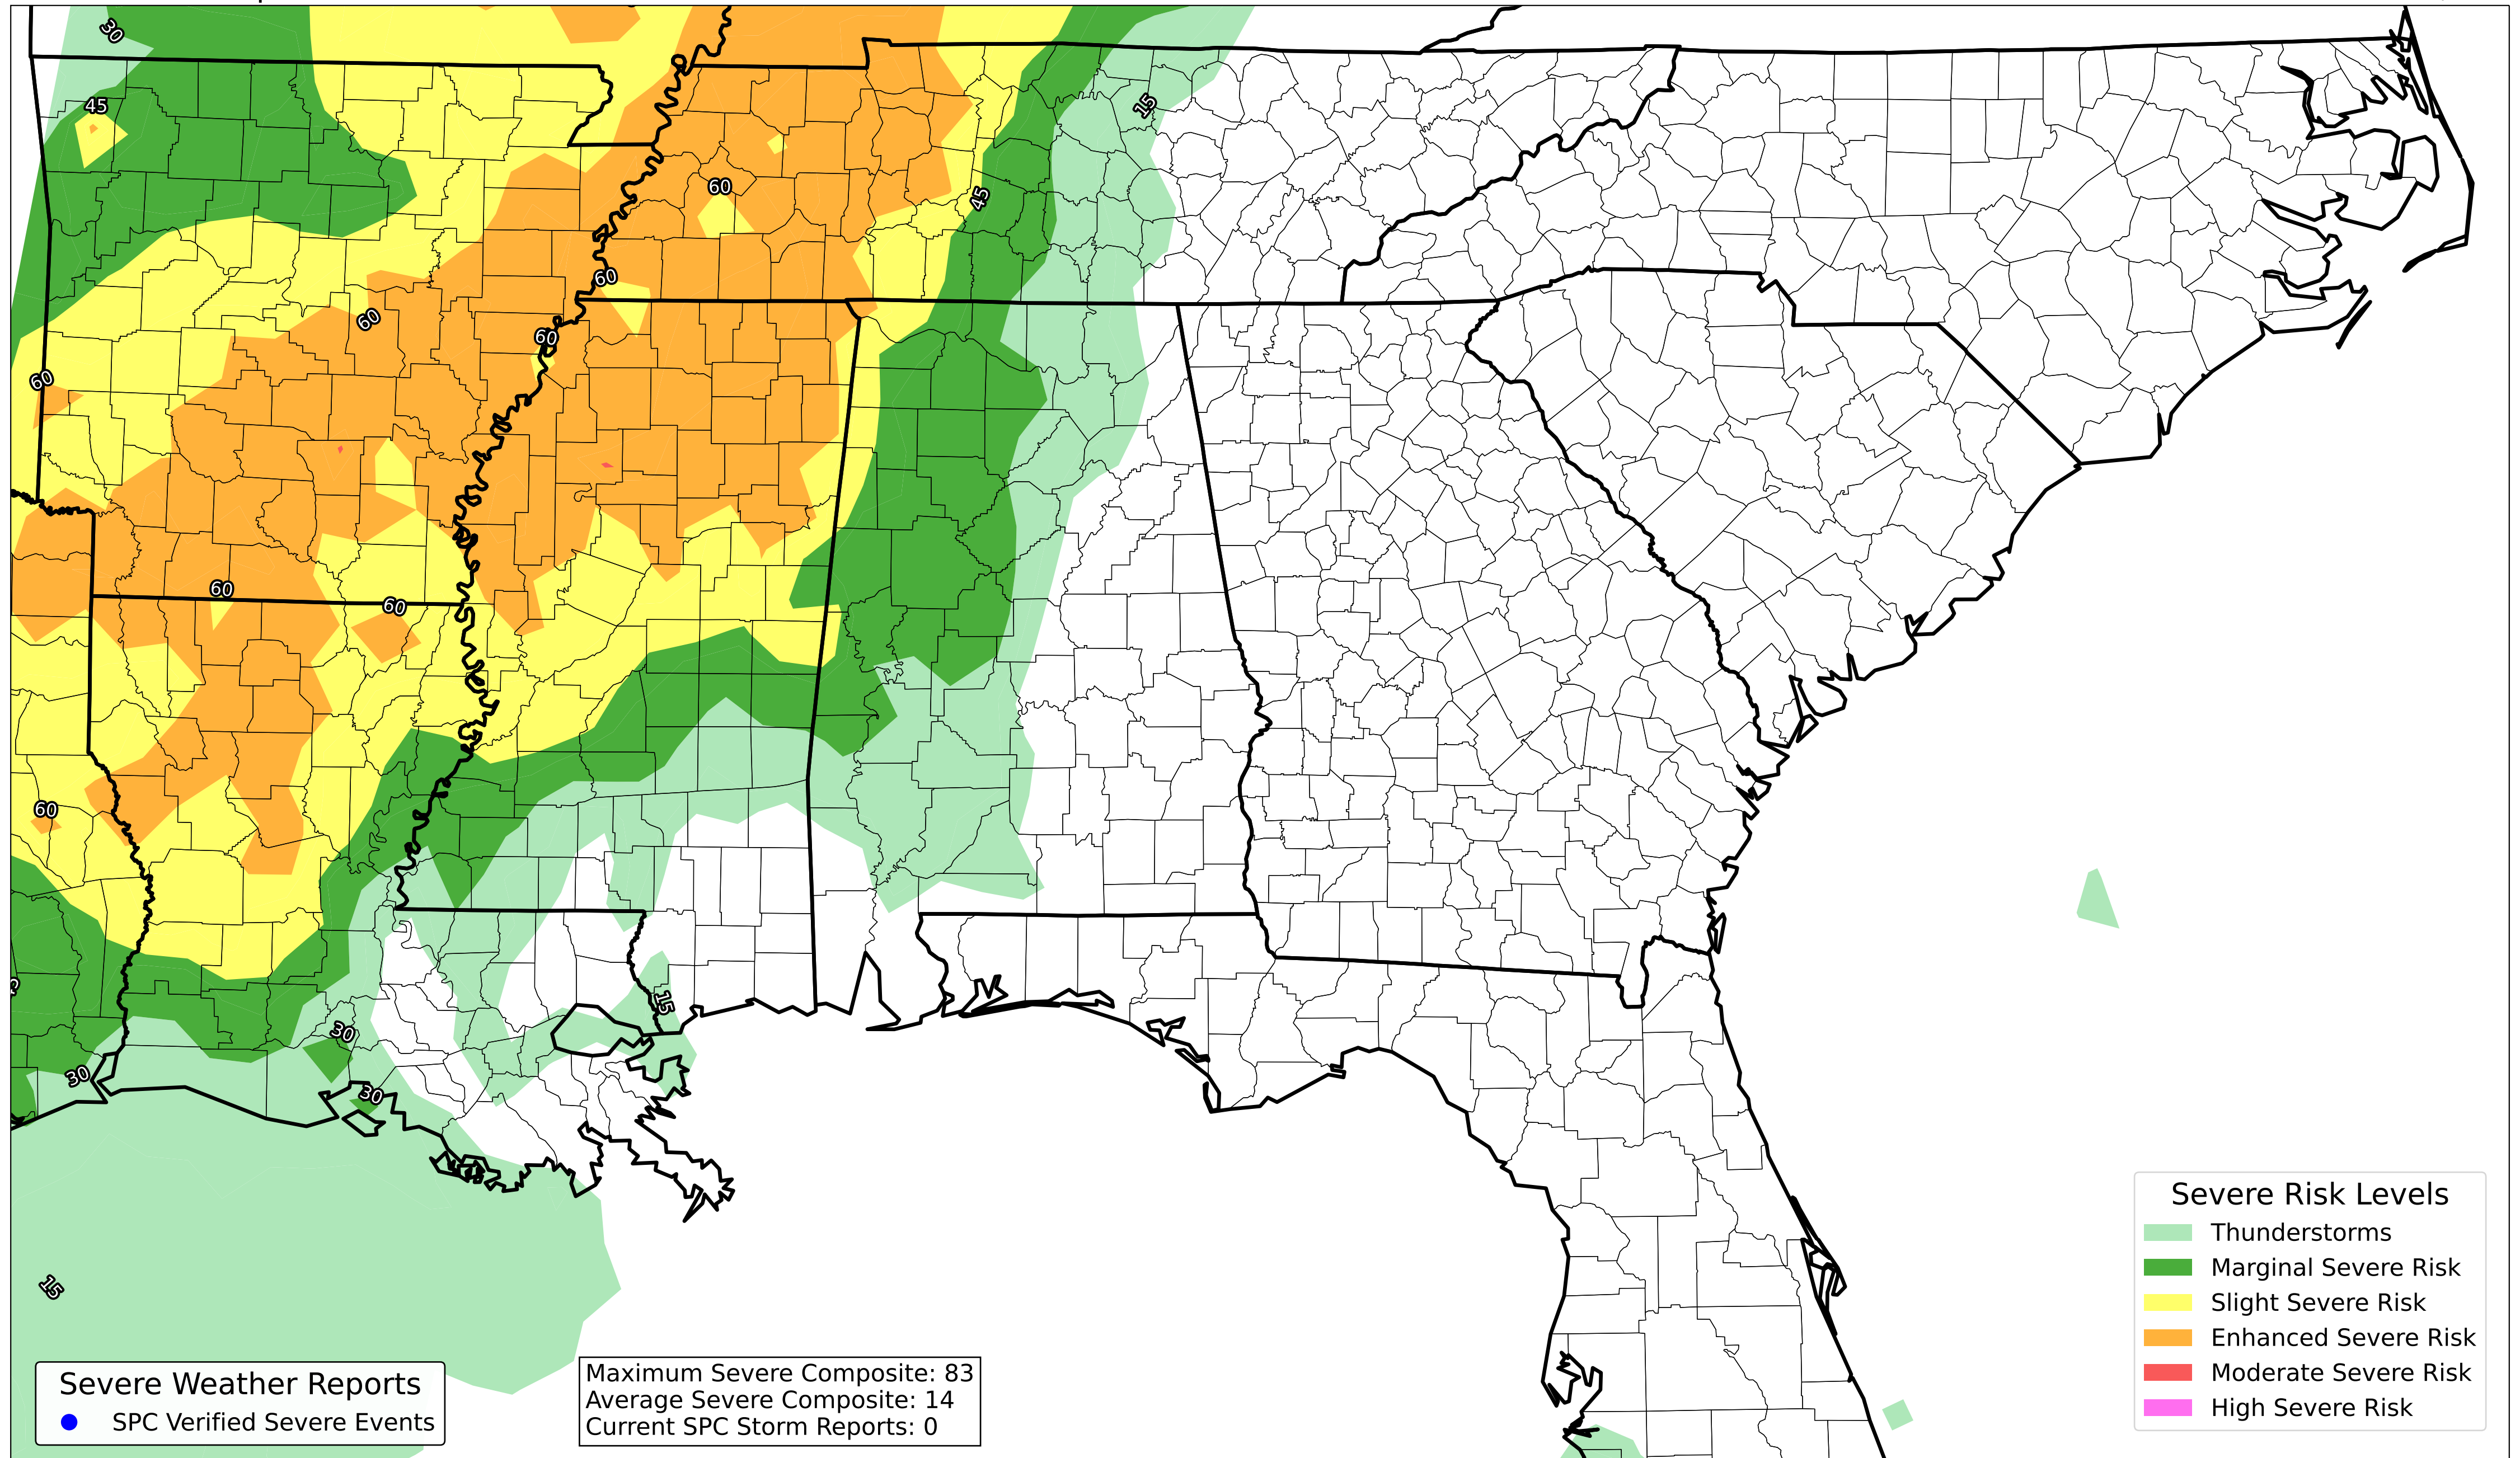 30
45
15
60
45
60
60
60
60
60
60
60
15
30
30
30
15
Severe Risk Levels
Thunderstorms
Marginal Severe Risk
Slight Severe Risk
Enhanced Severe Risk
Moderate Severe Risk
High Severe Risk
Severe Weather Reports
SPC Verified Severe Events
Maximum Severe Composite: 83
Average Severe Composite: 14
Current SPC Storm Reports: 0